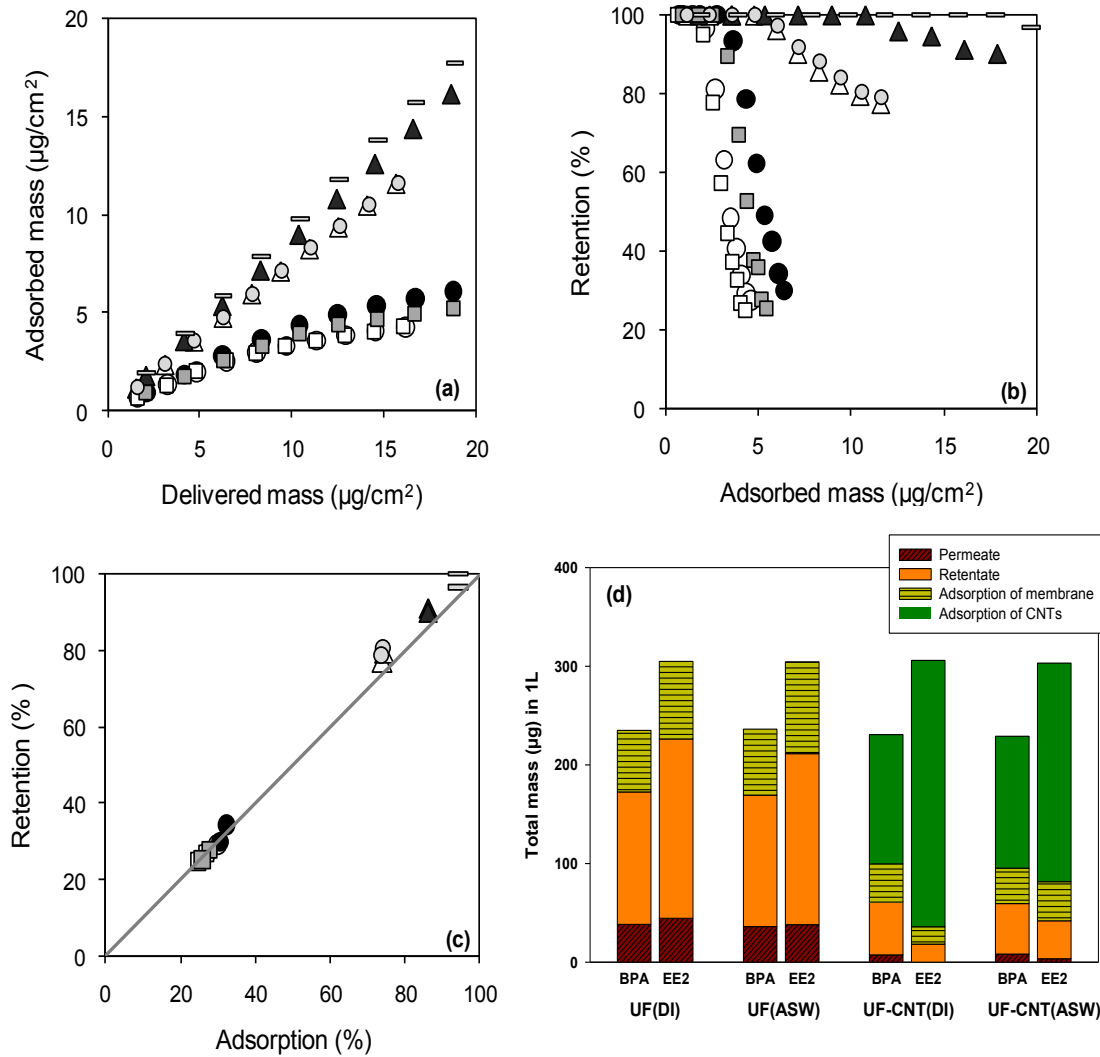 20
15
10
5
0
Adsorbed mass (µg/cm²)
(a)
0 5 10 15 20
Delivered mass (µg/cm²)
100
80
60
40
20
0
Retention (% )
(b)
0 5 10 15 20
Adsorbed mass (µg/cm²)
100
80
60
40
20
0
Retention (% )
(c)
0 20 40 60 80 100
Adsorption (%)
Permeate
Retentate
Adsorption of membrane
Adsorption of CNTs
400
300
200
100
0
Total mass (µg) in 1L
(d)
BPA EE2 BPA EE2 BPA EE2 BPA EE2
UF(DI) UF(ASW) UF-CNT(DI) UF-CNT(ASW)